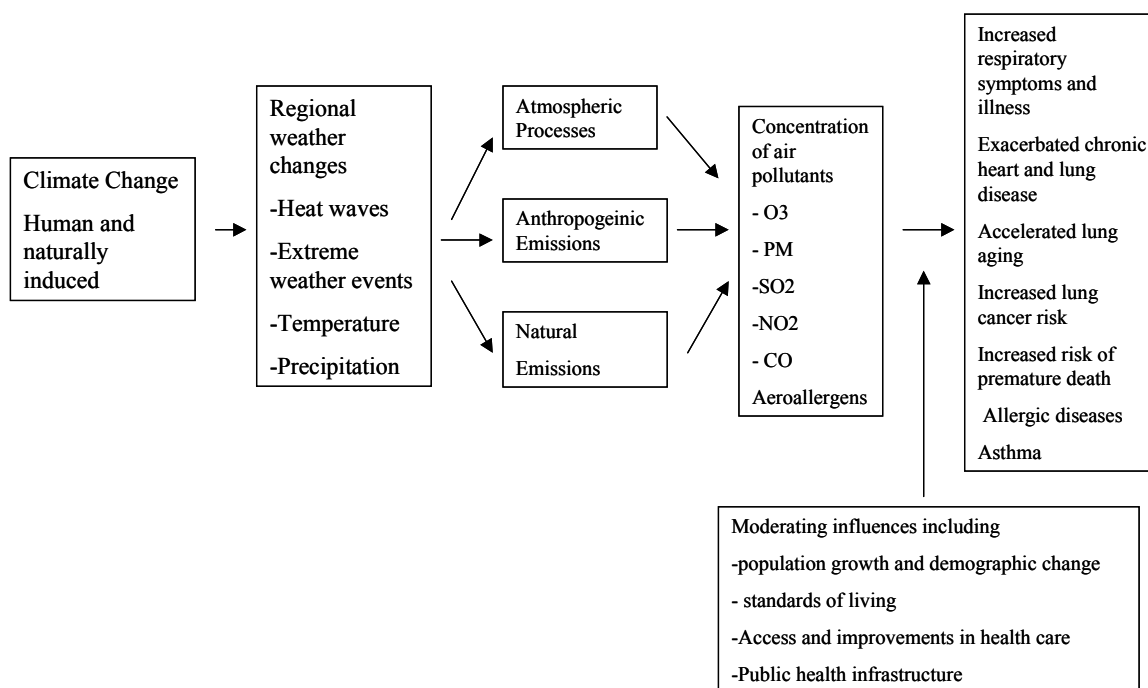 Climate Change
Human and
naturally
induced
Regional
weather
changes
-Heat waves
-Extreme
weather events
-Temperature
-Precipitation
Atmospheric
Processes
Anthropogeinic
Emissions
Natural
Emissions
Concentration
of air
pollutants
- O3
- PM
-SO2
-NO2
- CO
Aeroallergens
Increased
respiratory
symptoms and
illness
Exacerbated chronic
heart and lung
disease
Accelerated lung
aging
Increased lung
cancer risk
Increased risk of
premature death
Allergic diseases
Asthma
Moderating influences including
-population growth and demographic change
- standards of living
-Access and improvements in health care
-Public health infrastructure